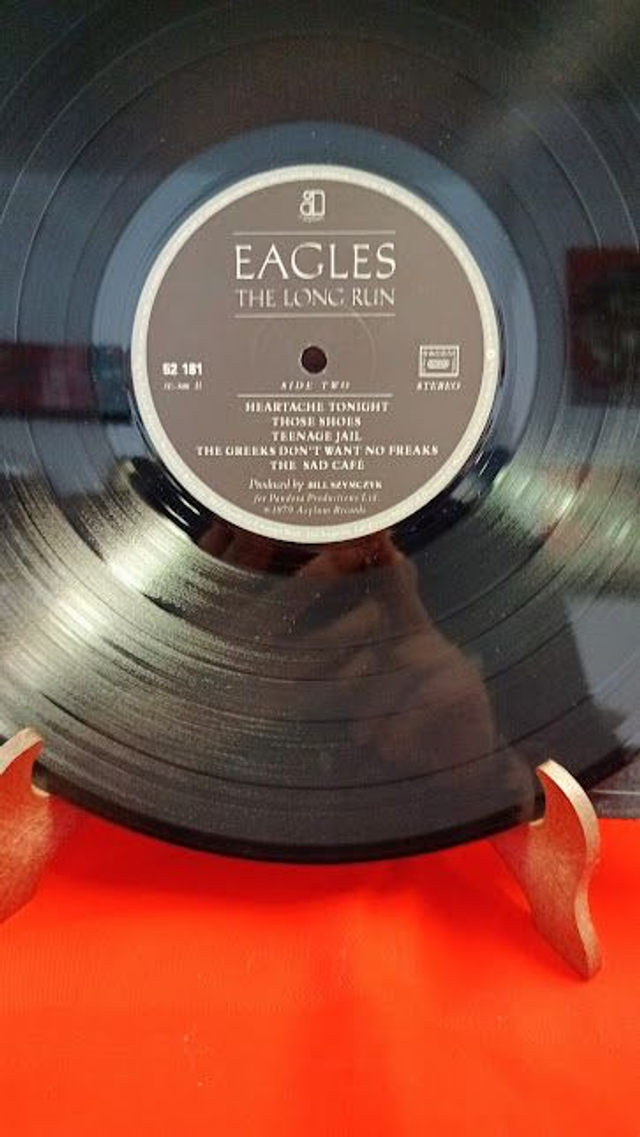 EAGLES
THE LONG RUN
52 181
SIDE TWO
STEREO
HEARTACHE TONIGHT
THOSE SHOES
TEENAGE JAIL
THE GREEKS DON'T WANT NO FREAKS
THE SAD CAFÉ
Produced by BILL SZYMCZYK
for Pandora Productions Ltd.
℗ 1979 Asylum Records